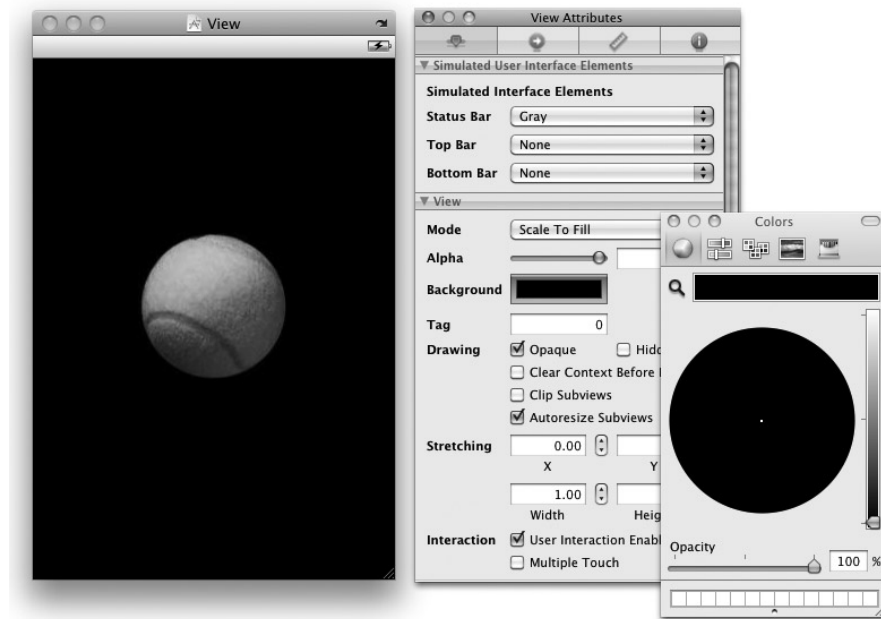 View
View Attributes
Simulated User Interface Elements
Simulated Interface Elements
Status Bar Gray
Top Bar None
Bottom Bar None
View
Mode Scale To Fill
Alpha
Background
Tag 0
Drawing Opaque
Clear Context Before
Clip Subviews
Autoresize Subviews
Stretching 0.00
X Y
1.00
Width
Interaction User Interaction
Multiple Touch
Colors
Opacity
100 %